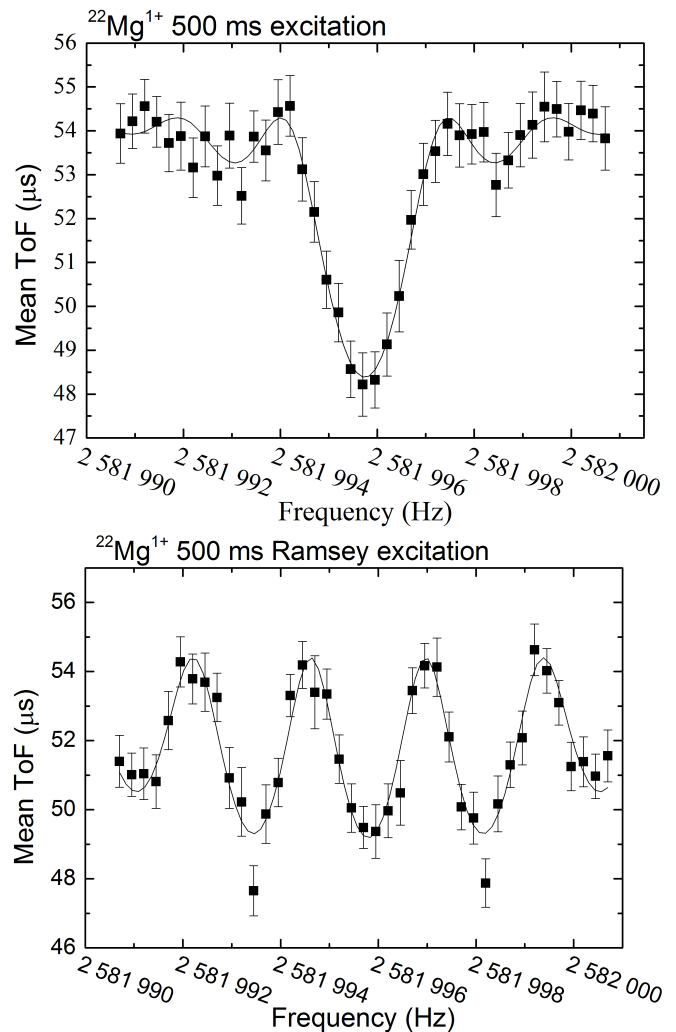 ²²Mg¹⁺ 500 ms excitation
56
55
54
53
52
51
50
49
48
47
Mean ToF (μs)
2 581 990
2 581 992
2 581 994
2 581 996
2 581 998
2 582 000
Frequency (Hz)
²²Mg¹⁺ 500 ms Ramsey excitation
56
54
52
50
48
46
Mean ToF (μs)
2 581 990
2 581 992
2 581 994
2 581 996
2 581 998
2 582 000
Frequency (Hz)